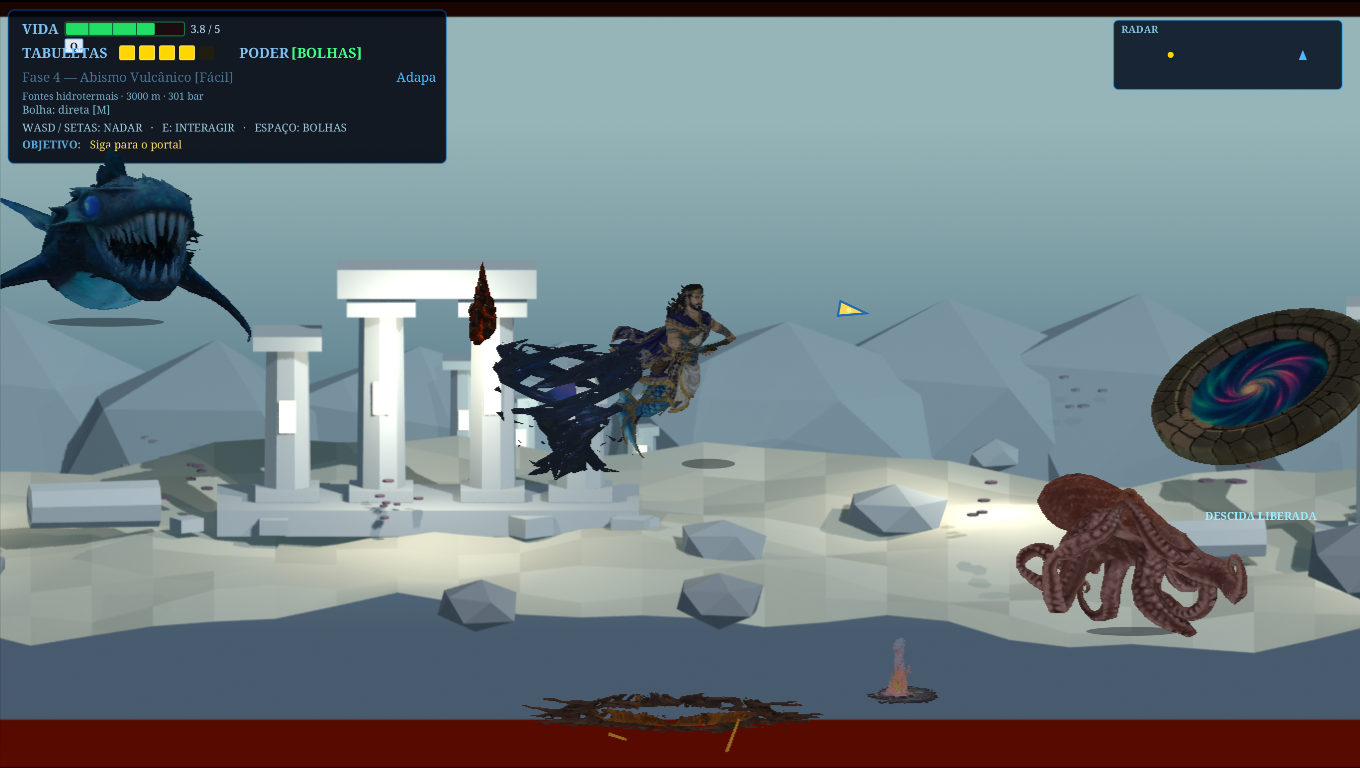 VIDA 3.8 / 5
O
TABULETAS PODER [BOLHAS]
Fase 4 — Abismo Vulcânico [Fácil] Adapa
Fontes hidrotermais · 3000 m · 301 bar
Bolha: direta [M]
WASD / SETAS: NADAR · E: INTERAGIR · ESPAÇO: BOLHAS
OBJETIVO: Siga para o portal
RADAR
DESCIDA LIBERADA